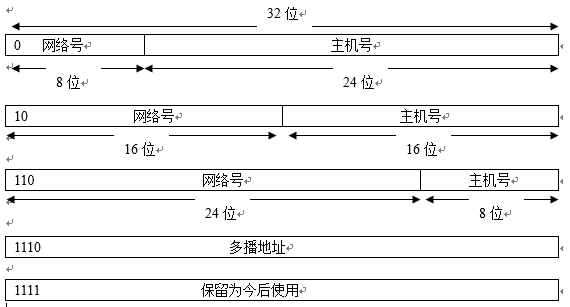 32 位
0 网络号 主机号
8 位 24 位
10 网络号 主机号
16 位 16 位
110 网络号 主机号
24 位 8 位
1110 多播地址
1111 保留为今后使用